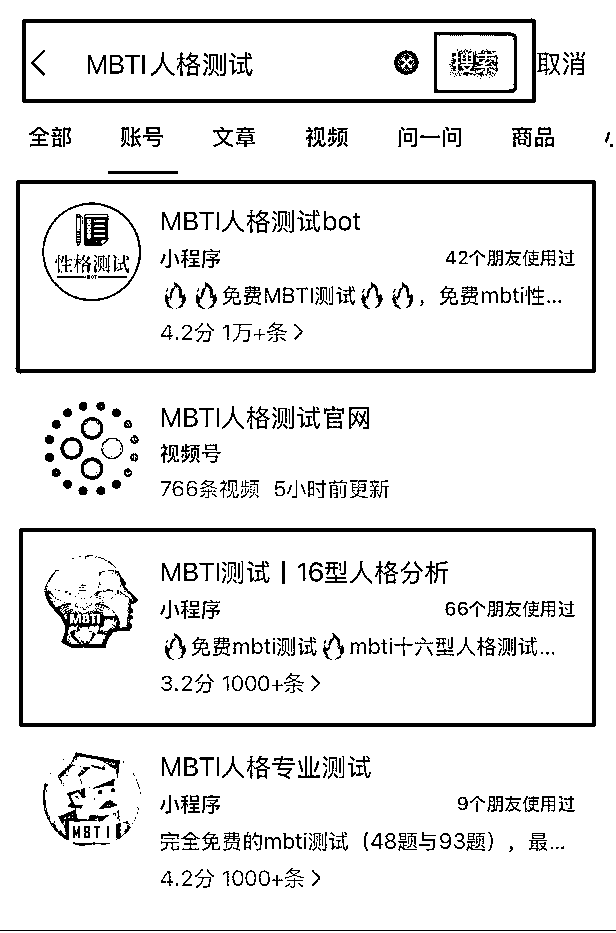 MBTI人格测试
搜索
取消
全部 账号 文章 视频 问一问 商品
MBTI人格测试bot
小程序 42个朋友使用过
🔥🔥免费MBTI测试🔥🔥，免费mbti性...
4.2分 1万+条 >
性格测试
BOT
MBTI人格测试官网
视频号
766条视频 5小时前更新
MBTI测试丨16型人格分析
小程序 66个朋友使用过
🔥免费mbti测试🔥mbti十六型人格测试...
3.2分 1000+条 >
MBTI
MBTI人格专业测试
小程序 9个朋友使用过
完全免费的mbti测试（48题与93题），最...
4.2分 1000+条 >
MBTI